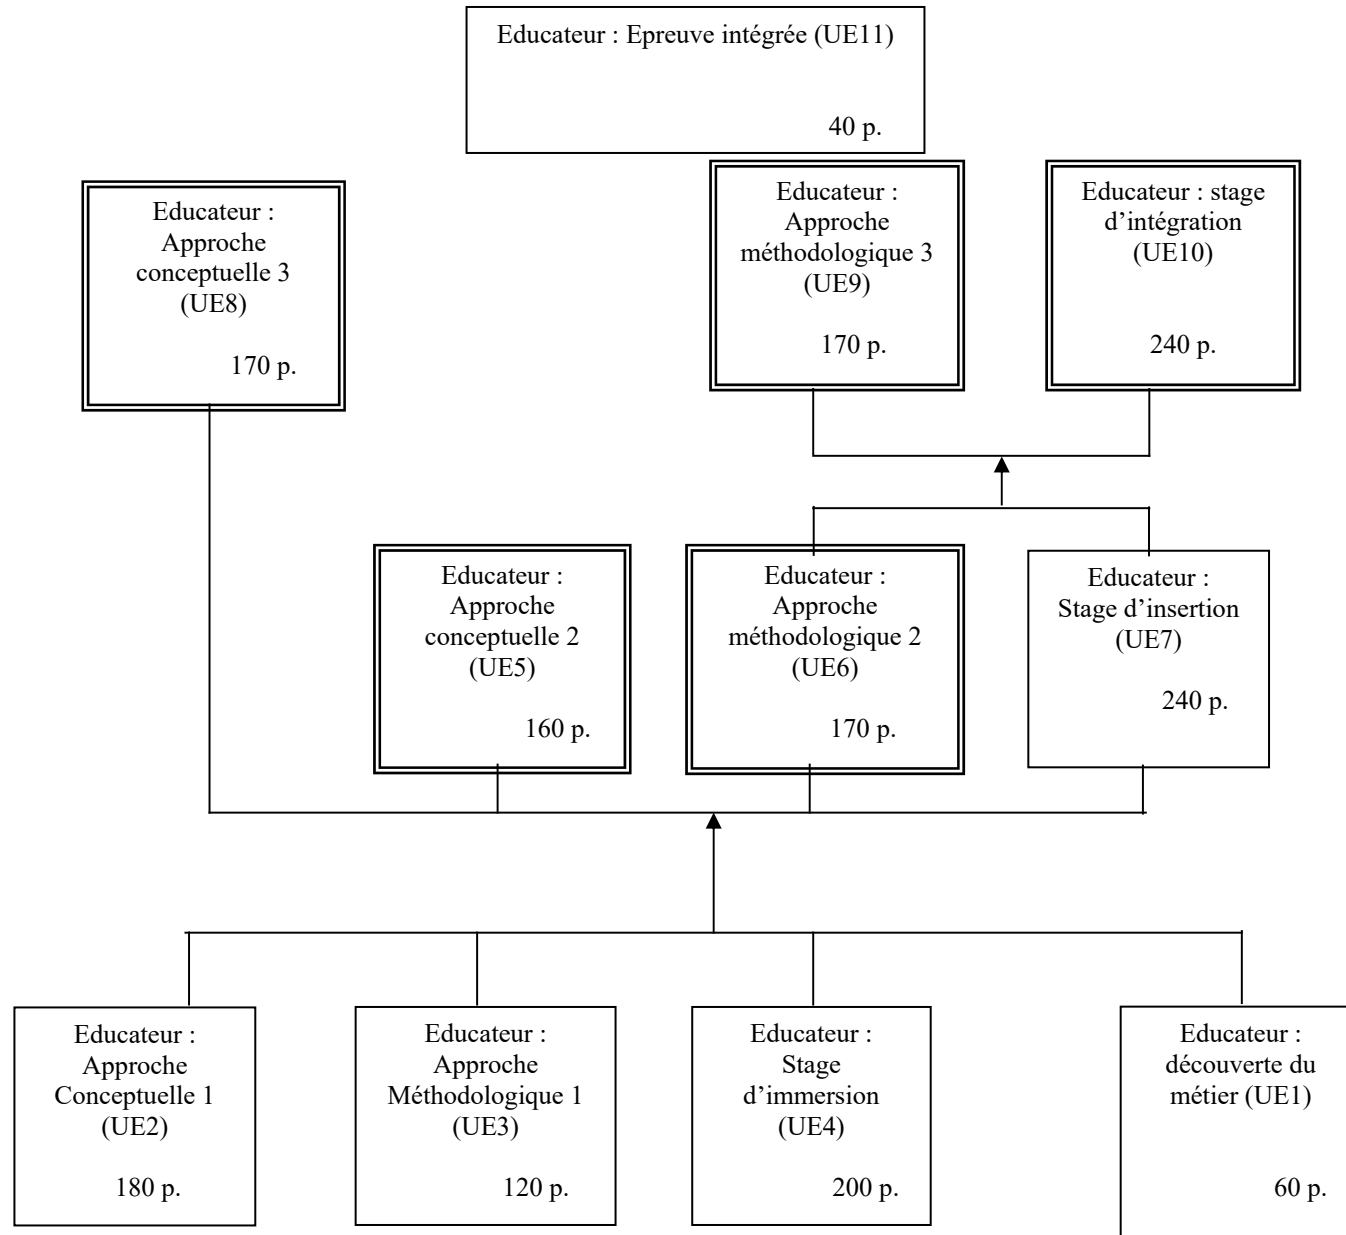 Educateur : Epreuve intégrée (UE11)
40 p.
Educateur :
Approche
conceptuelle 3
(UE8)
170 p.
Educateur :
Approche
méthodologique 3
(UE9)
170 p.
Educateur : stage
d’intégration
(UE10)
240 p.
Educateur :
Approche
conceptuelle 2
(UE5)
160 p.
Educateur :
Approche
méthodologique 2
(UE6)
170 p.
Educateur :
Stage d’insertion
(UE7)
240 p.
Educateur :
Approche
Conceptuelle 1
(UE2)
180 p.
Educateur :
Approche
Méthodologique 1
(UE3)
120 p.
Educateur :
Stage
d’immersion
(UE4)
200 p.
Educateur :
découverte du
métier (UE1)
60 p.